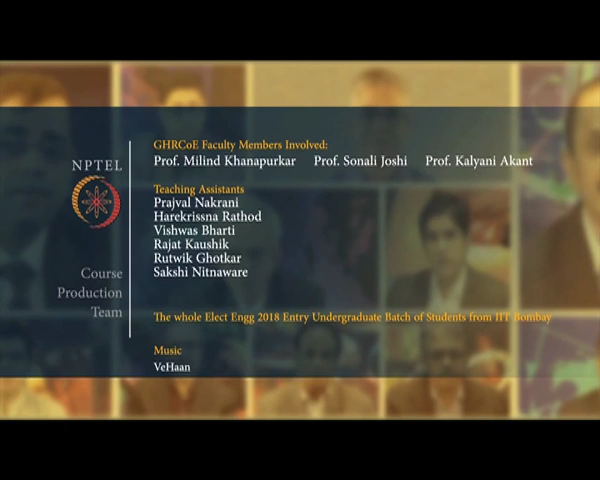 NPTEL
Course
Production
Team
GHRCoE Faculty Members Involved:
Prof. Milind Khanapurkar Prof. Sonali Joshi Prof. Kalyani Akant
Teaching Assistants
Prajval Nakrani
Harekrissna Rathod
Vishwas Bharti
Rajat Kaushik
Rutwik Ghotkar
Sakshi Nitnaware
The whole Elect Engg 2018 Entry Undergraduate Batch of Students from IIT Bombay
Music
VeHaan